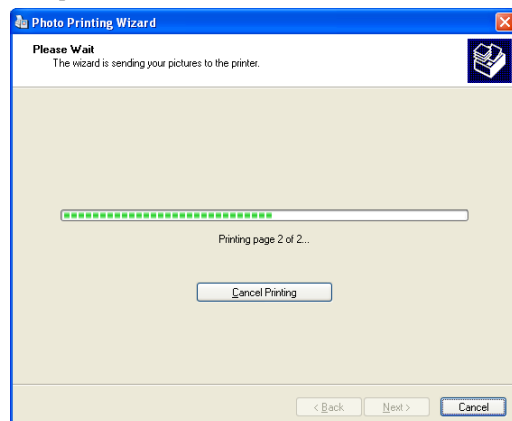 Photo Printing Wizard
Please Wait
The wizard is sending your pictures to the printer.
Printing page 2 of 2...
Cancel Printing
< Back
Next >
Cancel